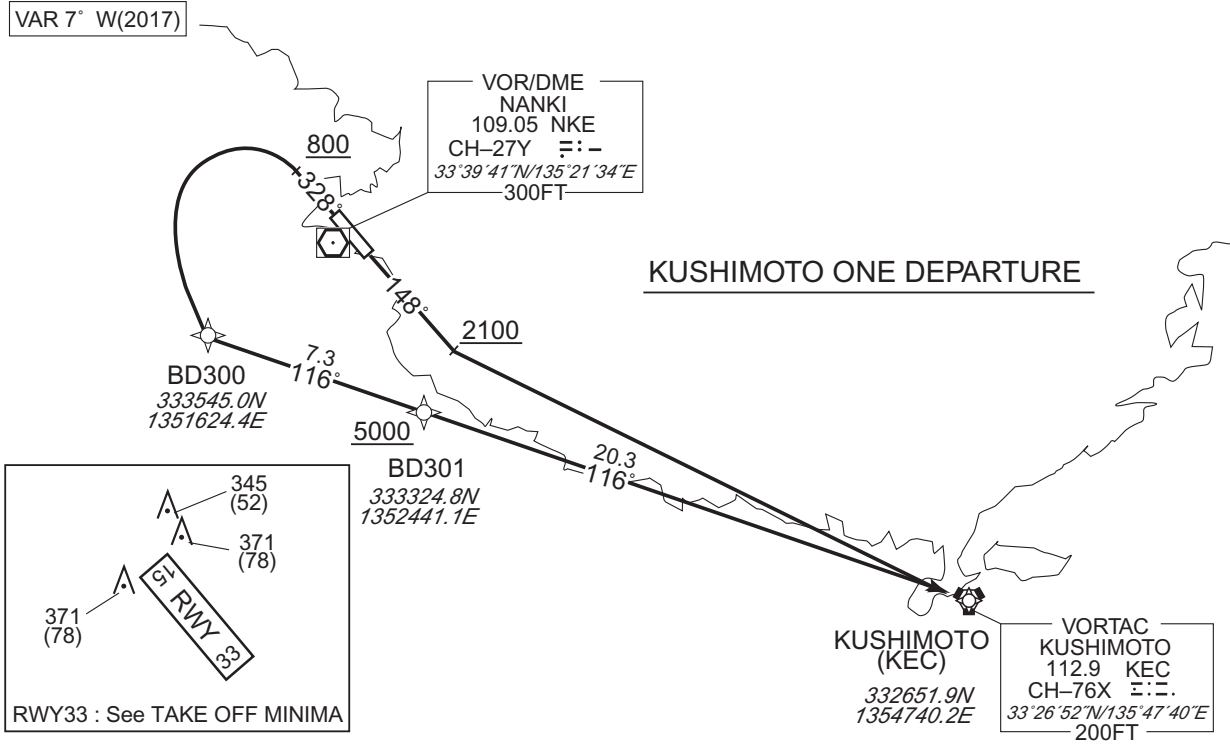 VAR 7° W(2017)
VOR/DME
NANKI
109.05 NKE
CH–27Y
33°39´41˝N/135°21´34˝E
300FT
800
328°
KUSHIMOTO ONE DEPARTURE
148°
2100
BD300
333545.0N
1351624.4E
7.3
116°
5000
BD301
333324.8N
1352441.1E
20.3
116°
345
(52)
371
(78)
371
(78)
15 RWY 33
RWY33 : See TAKE OFF MINIMA
KUSHIMOTO
(KEC)
332651.9N
1354740.2E
VORTAC
KUSHIMOTO
112.9 KEC
CH–76X
33°26´52˝N/135°47´40˝E
200FT